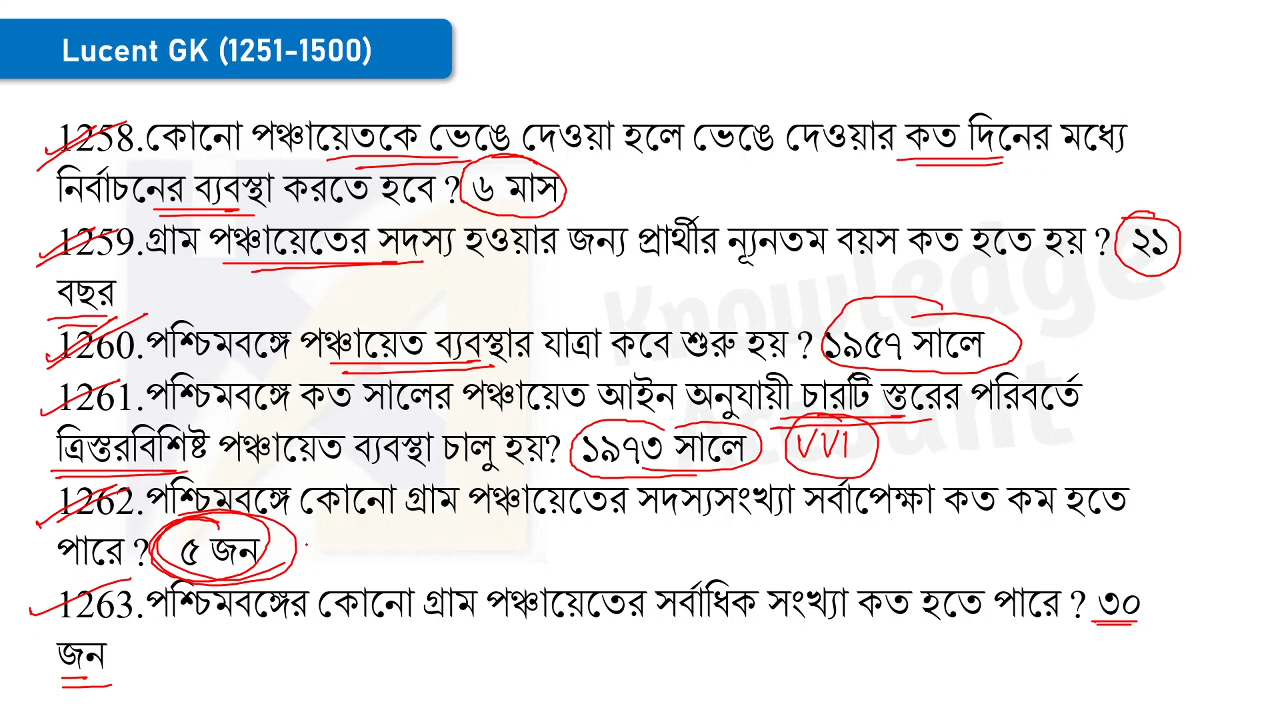 Lucent GK (1251-1500)
1258.কোনো পঞ্চায়েতকে ভেঙে দেওয়া হলে ভেঙে দেওয়ার কত দিনের মধ্যে
নির্বাচনের ব্যবস্থা করতে হবে ? ৬ মাস
1259.গ্রাম পঞ্চায়েতের সদস্য হওয়ার জন্য প্রার্থীর ন্যূনতম বয়স কত হতে হয় ? ২১
বছর
1260.পশ্চিমবঙ্গে পঞ্চায়েত ব্যবস্থার যাত্রা কবে শুরু হয় ? ১৯৫৭ সালে
1261.পশ্চিমবঙ্গে কত সালের পঞ্চায়েত আইন অনুযায়ী চারটি স্তরের পরিবর্তে
ত্রিস্তরবিশিষ্ট পঞ্চায়েত ব্যবস্থা চালু হয়? ১৯৭৩ সালে VVI
1262.পশ্চিমবঙ্গে কোনো গ্রাম পঞ্চায়েতের সদস্যসংখ্যা সর্বাপেক্ষা কত কম হতে
পারে ? ৫ জন
1263.পশ্চিমবঙ্গের কোনো গ্রাম পঞ্চায়েতের সর্বাধিক সংখ্যা কত হতে পারে ? ৩০
জন
Knowledge
Account